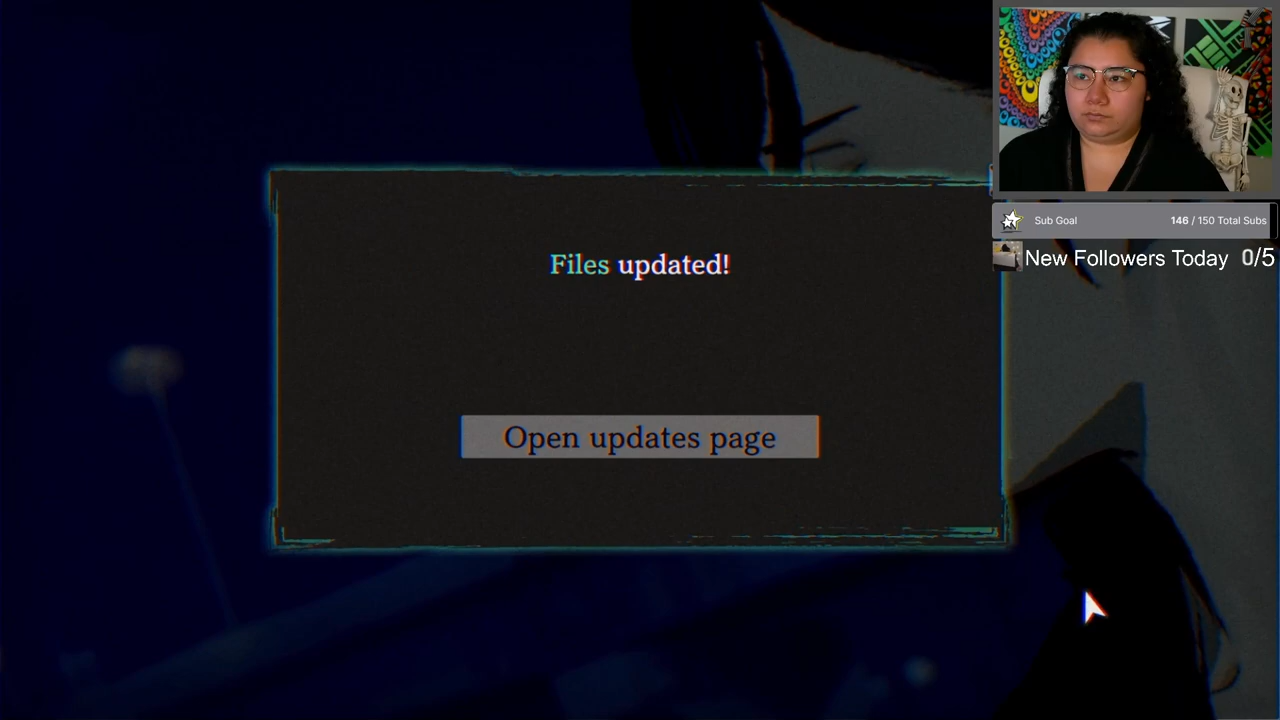 Sub Goal 146 / 150 Total Subs
New Followers Today 0/5
Files updated!
Open updates page